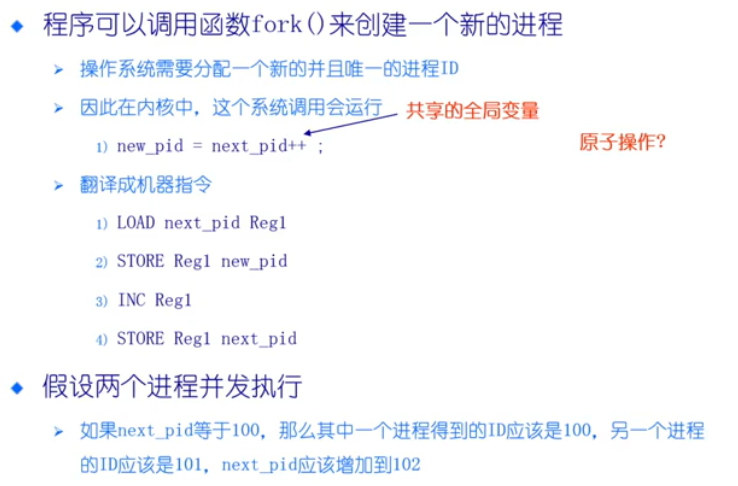 程序可以调用函数fork()来创建一个新的进程
操作系统需要分配一个新的并且唯一的进程ID
因此在内核中，这个系统调用会运行
共享的全局变量
1) new_pid = next_pid++ ;
原子操作?
翻译成机器指令
1) LOAD next_pid Reg1
2) STORE Reg1 new_pid
3) INC Reg1
4) STORE Reg1 next_pid
假设两个进程并发执行
如果next_pid等于100，那么其中一个进程得到的ID应该是100，另一个进程
的ID应该是101，next_pid应该增加到102